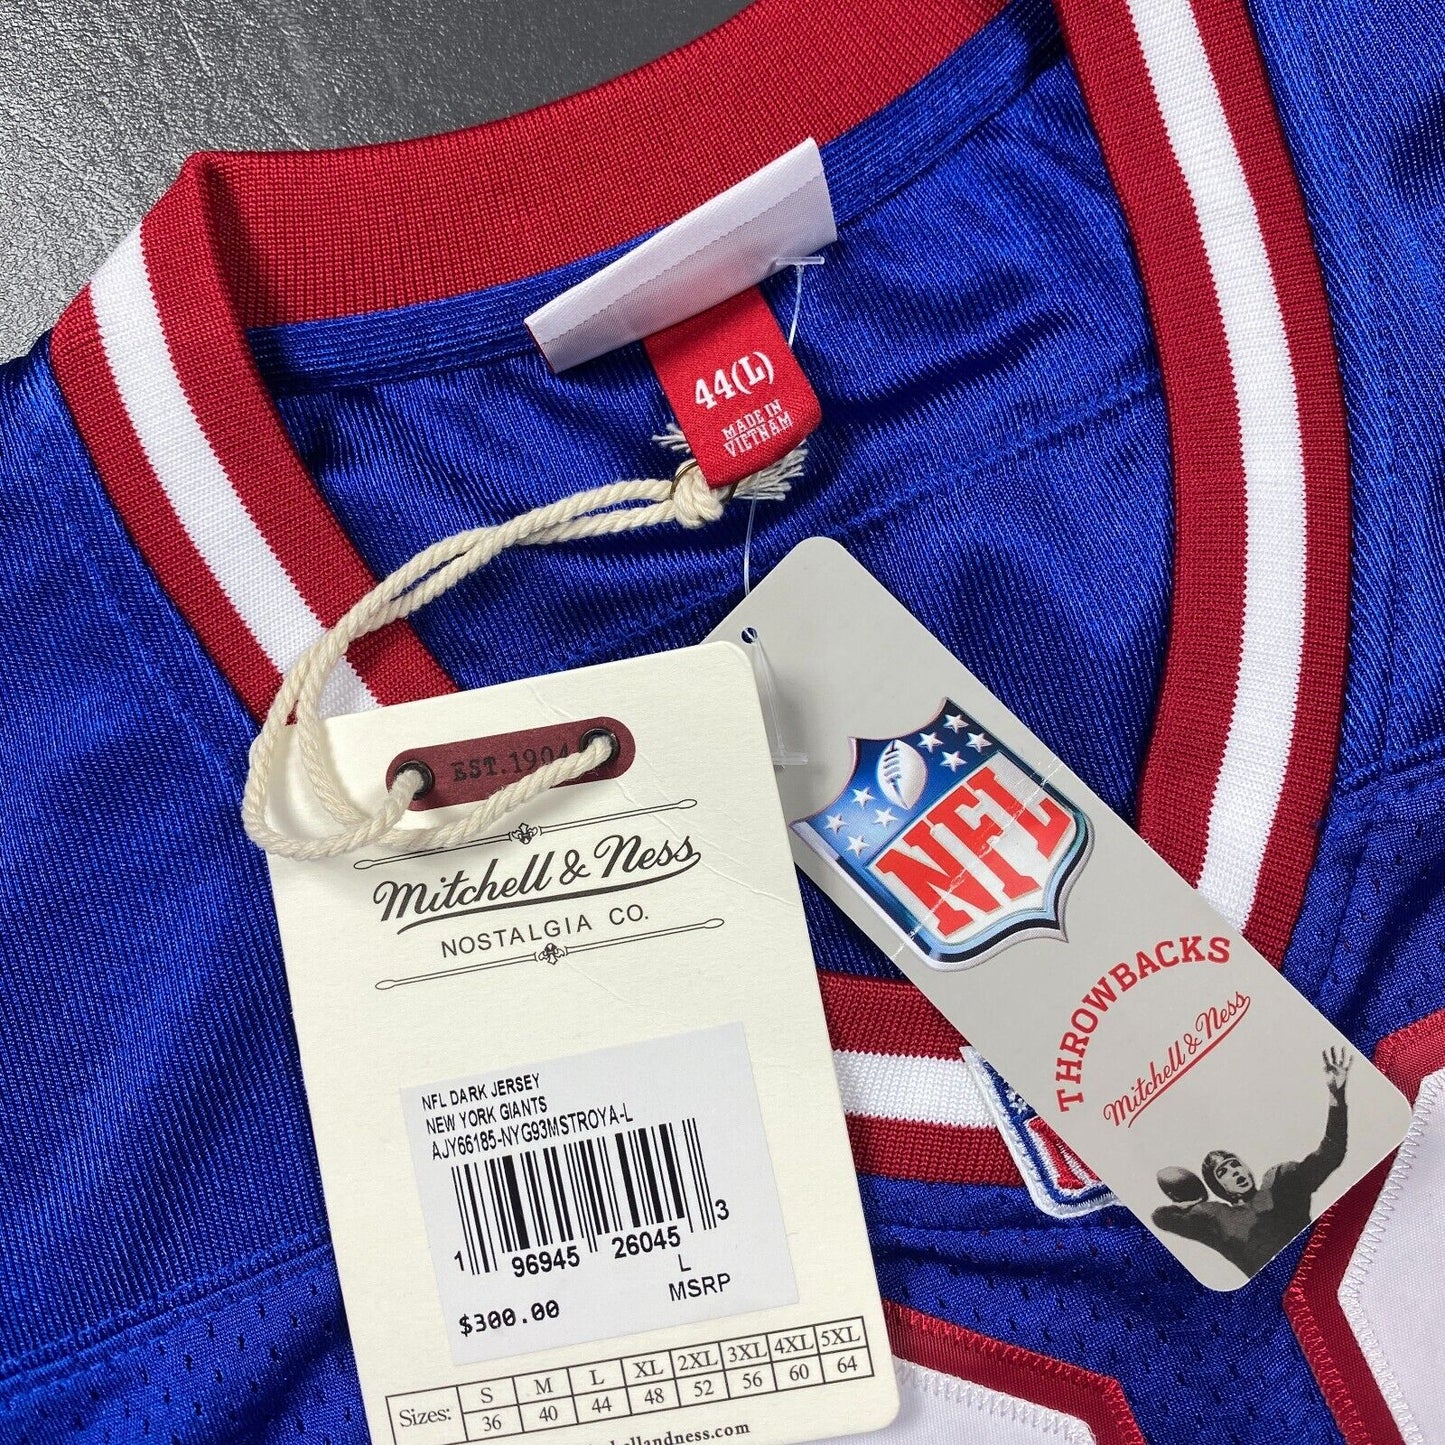 44(L)
MADE IN
VIETNAM
EST.1904
Mitchell & Ness
NOSTALGIA CO.
NFL DARK JERSEY
NEW YORK GIANTS
AJY66185-NYG93MSTROYA-L
1 96945 26045 3
L
$300.00 MSRP
Sizes: S M L XL 2XL 3XL 4XL 5XL
36 40 44 48 52 56 60 64
NFL
THROWBACKS
Mitchell & Ness